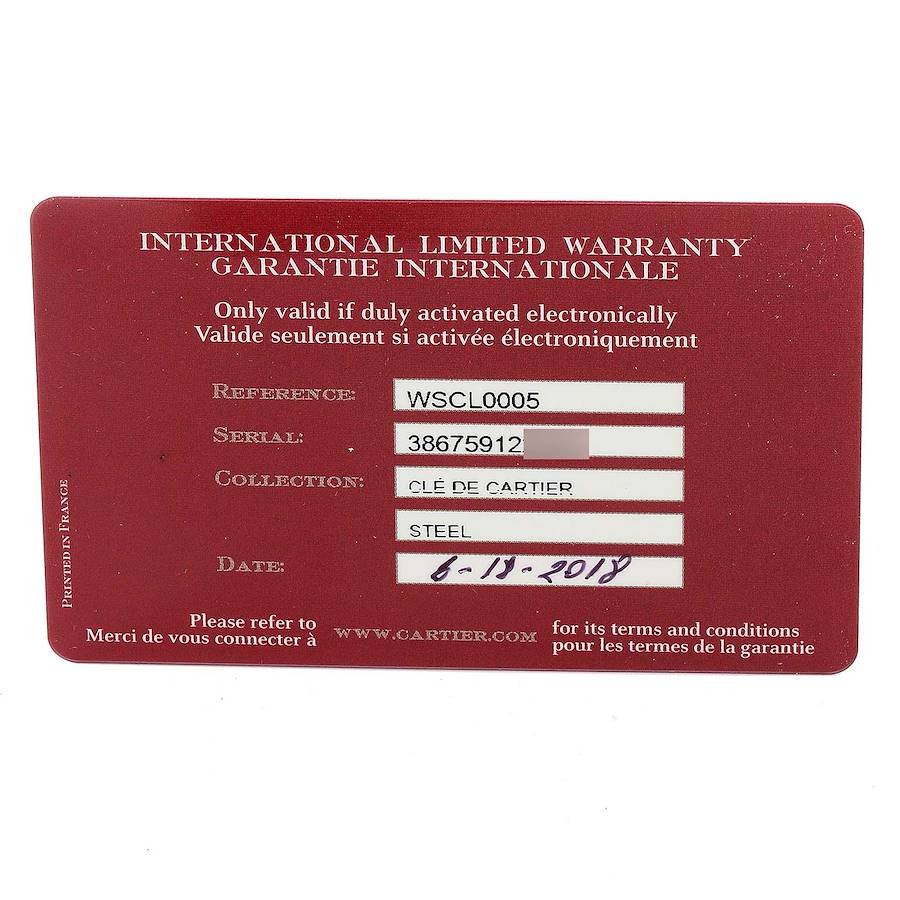 INTERNATIONAL LIMITED WARRANTY
GARANTIE INTERNATIONALE
Only valid if duly activated electronically
Valide seulement si activée électroniquement
REFERENCE: WSCL0005
SERIAL: 38675912
COLLECTION: CLÉ DE CARTIER
STEEL
DATE: 6-18-2018
PRINTED IN FRANCE
Please refer to
Merci de vous connecter à
WWW.CARTIER.COM
for its terms and conditions
pour les termes de la garantie